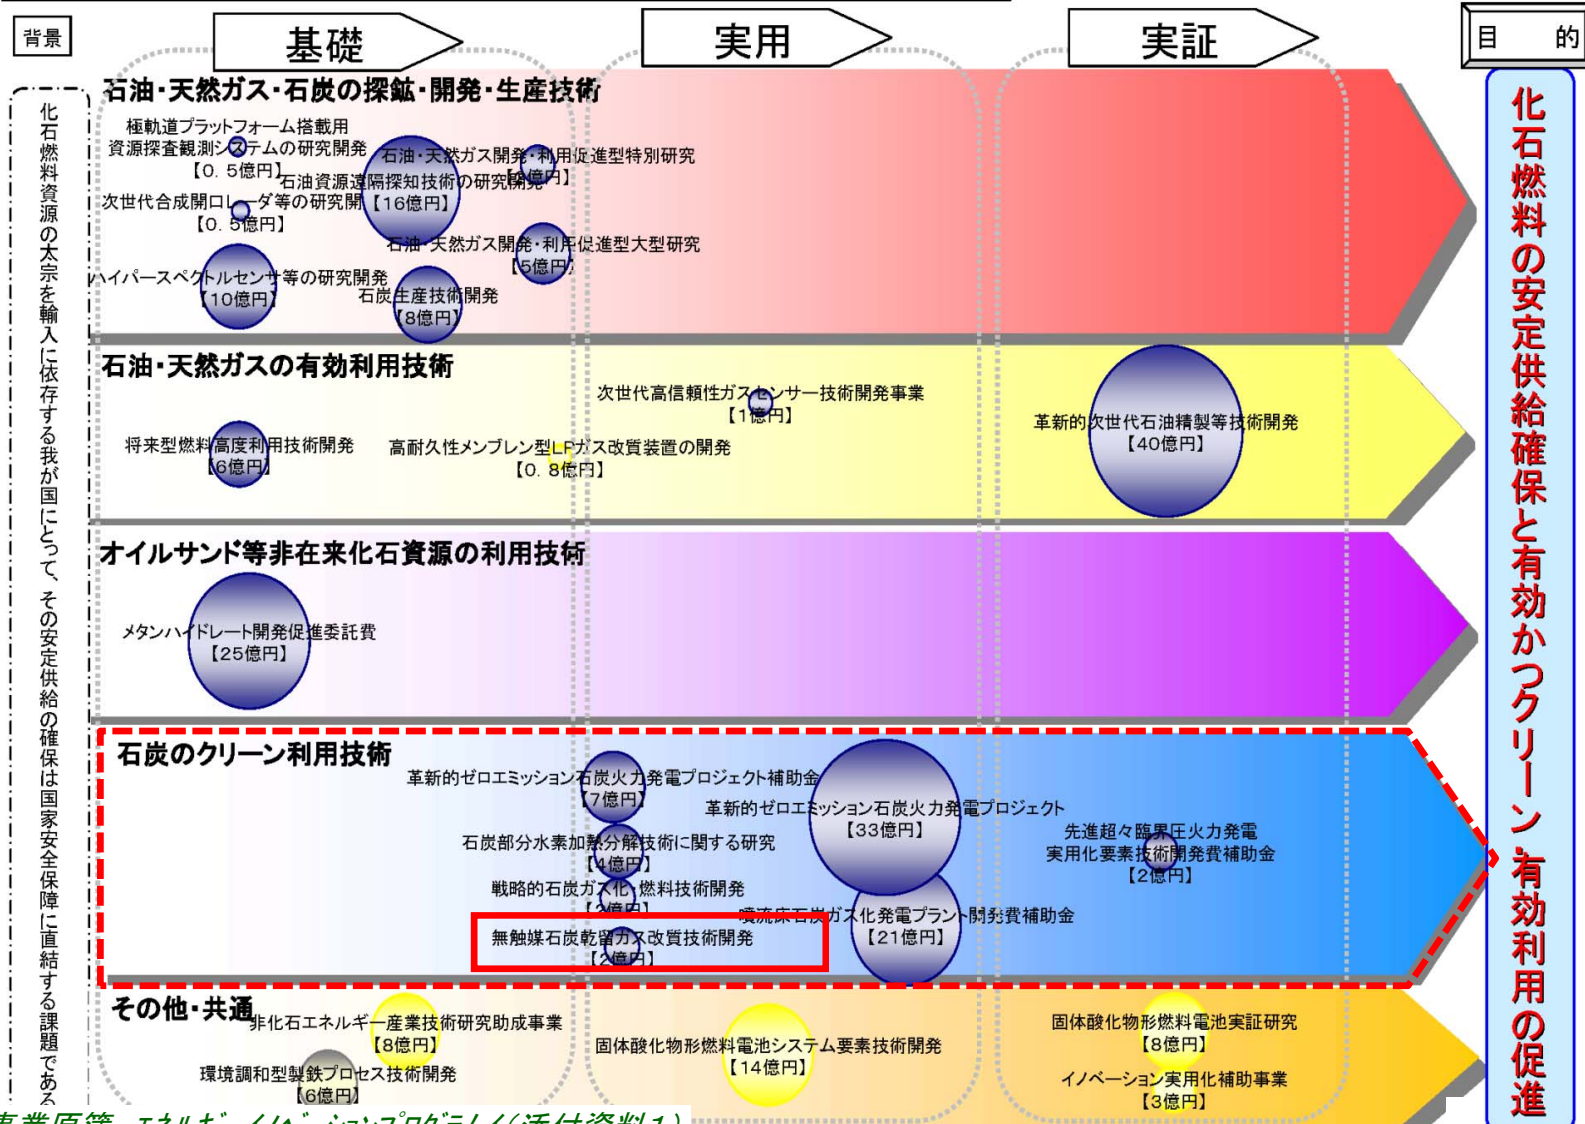 背景
基礎
実用
実証
目　的
化石燃料資源の太宗を輸入に依存する我が国にとって、その安定供給の確保は国家安全保障に直結する課題である
石油・天然ガス・石炭の探鉱・開発・生産技術
極軌道プラットフォーム搭載用
資源探査観測システムの研究開発
【0. 5億円】
石油・天然ガス開発・利用促進型特別研究
億円】
石油資源遠隔探知技術の研究開発
【16億円】
次世代合成開口レーダ等の研究開
【0. 5億円】
石油・天然ガス開発・利用促進型大型研究
【5億円】
ハイパースペクトルセンサ等の研究開発
【10億円】
石炭生産技術開発
【8億円】
石油・天然ガスの有効利用技術
次世代高信頼性ガスセンサー技術開発事業
【1億円】
革新的次世代石油精製等技術開発
【40億円】
将来型燃料高度利用技術開発
【6億円】
高耐久性メンブレン型LPガス改質装置の開発
【0. 8億円】
オイルサンド等非在来化石資源の利用技術
メタンハイドレート開発促進委託費
【25億円】
石炭のクリーン利用技術
革新的ゼロエミッション石炭火力発電プロジェクト補助金
【7億円】
革新的ゼロエミッション石炭火力発電プロジェクト
【33億円】
石炭部分水素加熱分解技術に関する研究
【4億円】
先進超々臨界圧火力発電
実用化要素技術開発費補助金
【2億円】
戦略的石炭ガス化・燃料技術開発
【2億円】
噴流床石炭ガス化発電プラント開発費補助金
【21億円】
無触媒石炭乾留ガス改質技術開発
【2億円】
その他・共通
非化石エネルギー産業技術研究助成事業
【8億円】
環境調和型製鉄プロセス技術開発
【6億円】
固体酸化物形燃料電池システム要素技術開発
【14億円】
固体酸化物形燃料電池実証研究
【8億円】
イノベーション実用化補助事業
【3億円】
化石燃料の安定供給確保と有効かつクリーン・有効利用の促進
事業原簿 エネルギーイノベーションプログラム(添付資料1)